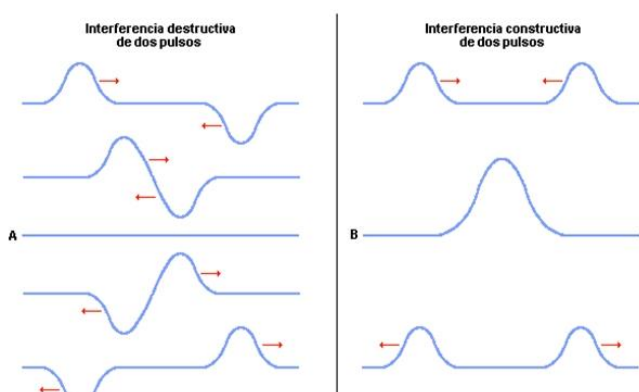 Interferencia destructiva
de dos pulsos
Interferencia constructiva
de dos pulsos
A
B